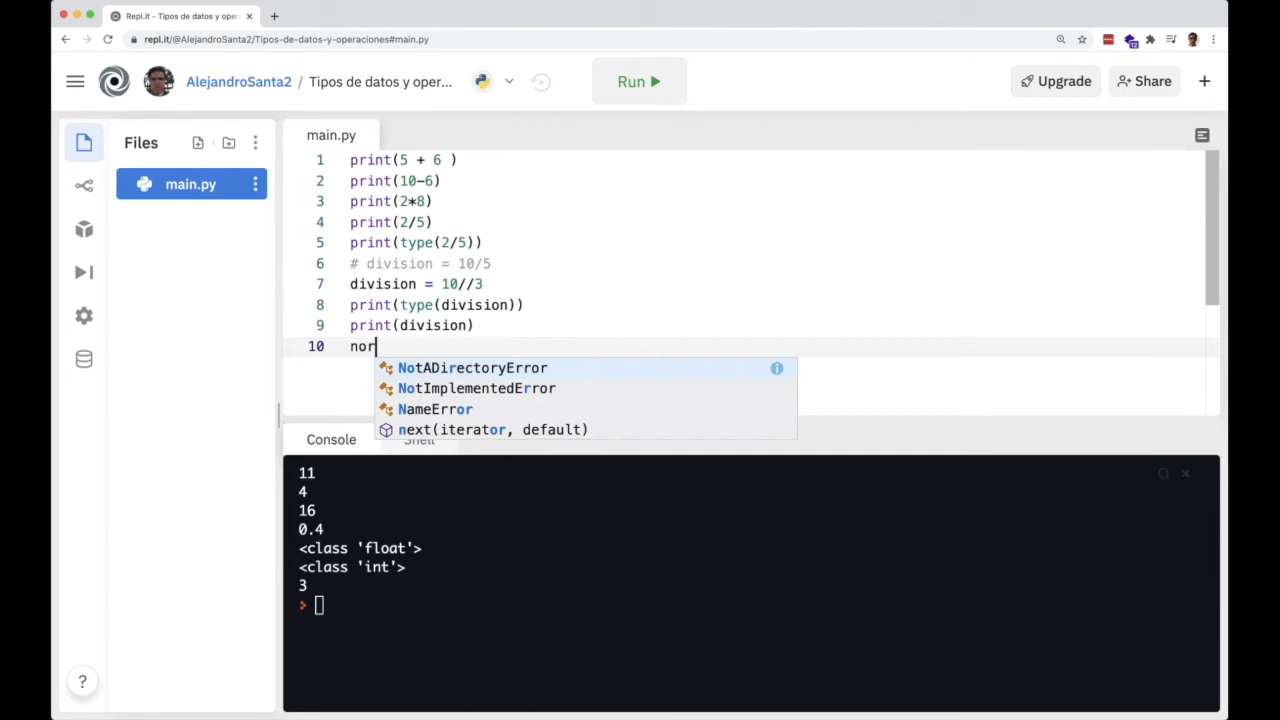 Repl.it - Tipos de datos y oper
repl.it/@AlejandroSanta2/Tipos-de-datos-y-operaciones#main.py
12
AlejandroSanta2 / Tipos de datos y oper...
Run
Upgrade
Share
Files
main.py
main.py
1 print(5 + 6 )
2 print(10-6)
3 print(2*8)
4 print(2/5)
5 print(type(2/5))
6 # division = 10/5
7 division = 10//3
8 print(type(division))
9 print(division)
10 nor
NotADirectoryError
NotImplementedError
NameError
next(iterator, default)
Console
Shell
11
4
16
0.4
<class 'float'>
<class 'int'>
3
?